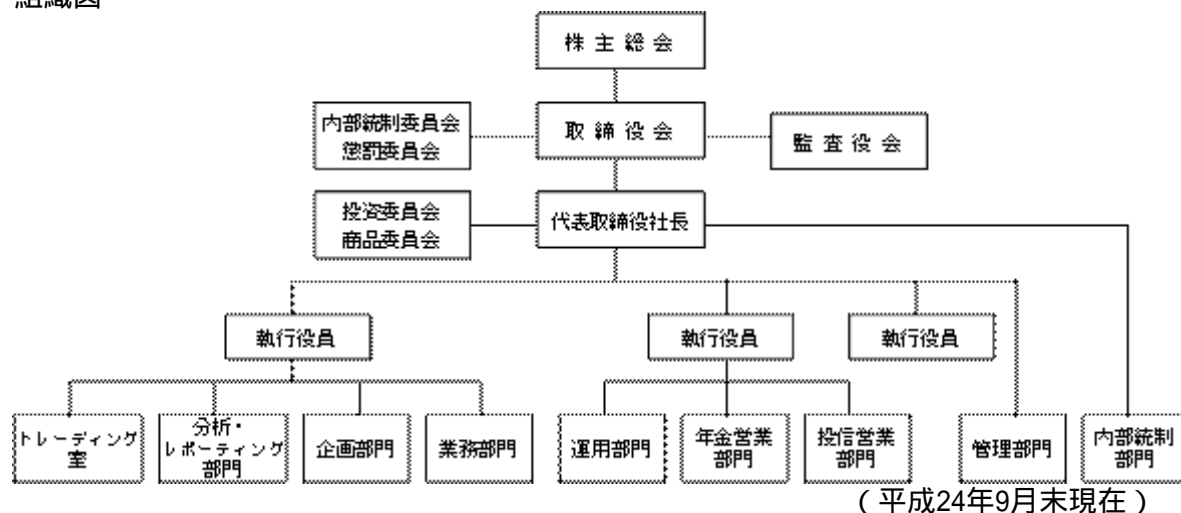 組織図
株主総会
内部統制委員会
懲罰委員会
取締役会
監査役会
投資委員会
商品委員会
代表取締役社長
執行役員
執行役員
執行役員
トレーディング
室
分析・
レポーティング
部門
企画部門
業務部門
運用部門
年金営業
部門
投信営業
部門
管理部門
内部統制
部門
(平成24年9月末現在)